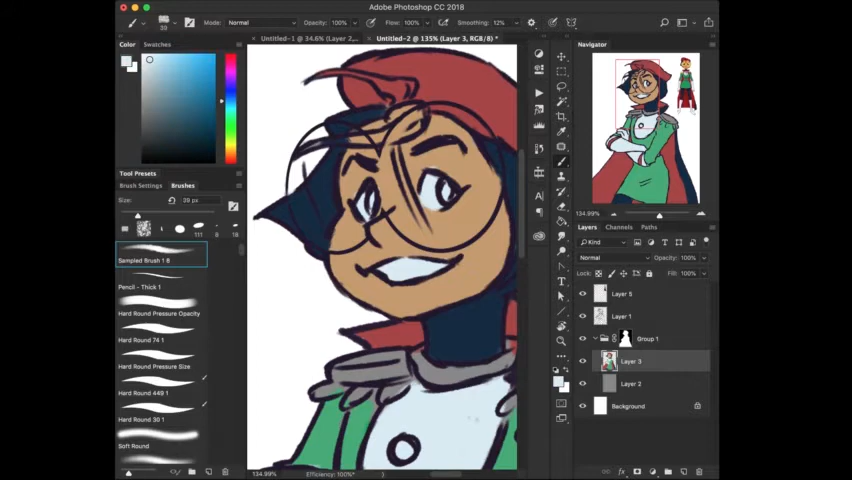 Adobe Photoshop CC 2018
39
Mode: Normal
Opacity: 100%
Flow: 100%
Smoothing: 12%
Untitled-1 @ 34.6% (Layer 2,...
Untitled-2 @ 135% (Layer 3, RGB/8) *
Color
Swatches
Tool Presets
Brush Settings
Brushes
Size:
39 px
111
8
18
Sampled Brush 1 8
Pencil - Thick 1
Hard Round Pressure Opacity
Hard Round 74 1
Hard Round Pressure Size
Hard Round 449 1
Hard Round 30 1
Soft Round
134.99%
Efficiency: 100%*
Navigator
134.99%
Layers
Channels
Paths
Kind
Normal
Opacity: 100%
Lock:
Fill: 100%
Layer 5
Layer 1
Group 1
Layer 3
Layer 2
Background